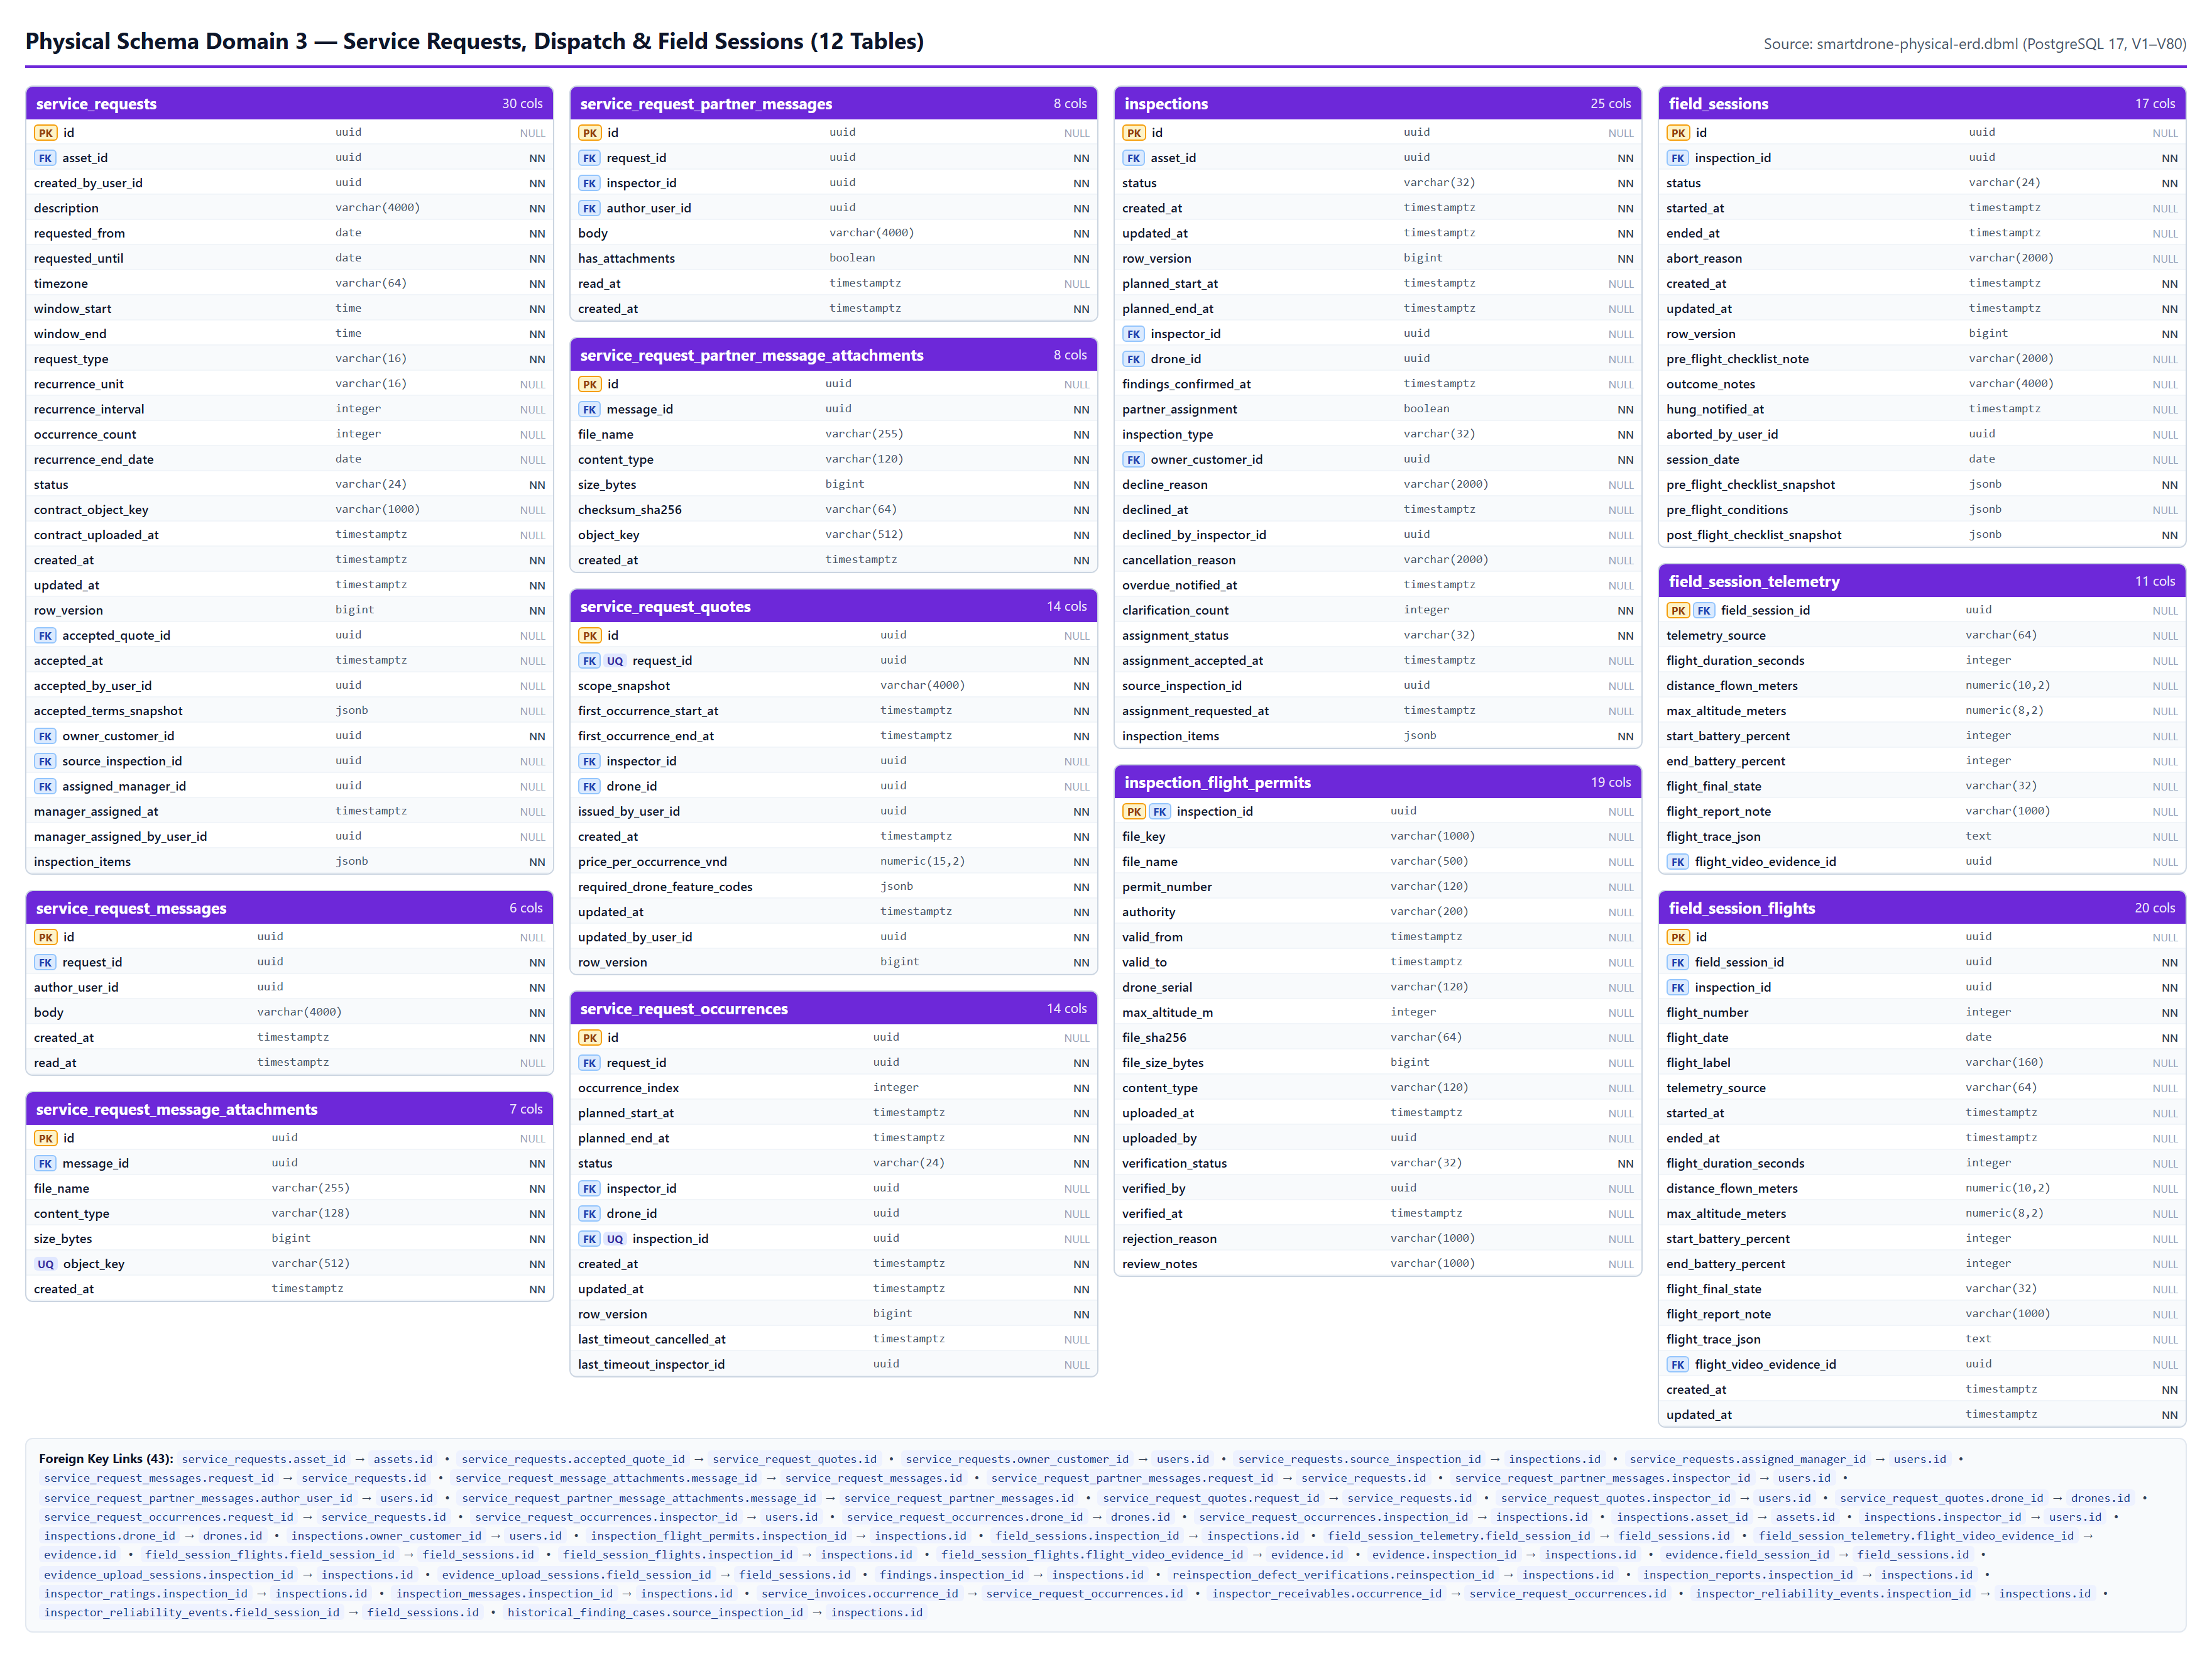 Physical Schema Domain 3 — Service Requests, Dispatch & Field Sessions (12 Tables)
Source: smartdrone-physical-erd.dbml (PostgreSQL 17, V1–V80)
service_requests 30 cols
PK id uuid NULL
FK asset_id uuid NN
created_by_user_id uuid NN
description varchar(4000) NN
requested_from date NN
requested_until date NN
timezone varchar(64) NN
window_start time NN
window_end time NN
request_type varchar(16) NN
recurrence_unit varchar(16) NULL
recurrence_interval integer NULL
occurrence_count integer NULL
recurrence_end_date date NULL
status varchar(24) NN
contract_object_key varchar(1000) NULL
contract_uploaded_at timestamptz NULL
created_at timestamptz NN
updated_at timestamptz NN
row_version bigint NN
FK accepted_quote_id uuid NULL
accepted_at timestamptz NULL
accepted_by_user_id uuid NULL
accepted_terms_snapshot jsonb NULL
FK owner_customer_id uuid NN
FK source_inspection_id uuid NULL
FK assigned_manager_id uuid NULL
manager_assigned_at timestamptz NULL
manager_assigned_by_user_id uuid NULL
inspection_items jsonb NN
service_request_messages 6 cols
PK id uuid NULL
FK request_id uuid NN
author_user_id uuid NN
body varchar(4000) NN
created_at timestamptz NN
read_at timestamptz NULL
service_request_message_attachments 7 cols
PK id uuid NULL
FK message_id uuid NN
file_name varchar(255) NN
content_type varchar(128) NN
size_bytes bigint NN
UQ object_key varchar(512) NN
created_at timestamptz NN
service_request_partner_messages 8 cols
PK id uuid NULL
FK request_id uuid NN
FK inspector_id uuid NN
FK author_user_id uuid NN
body varchar(4000) NN
has_attachments boolean NN
read_at timestamptz NULL
created_at timestamptz NN
service_request_partner_message_attachments 8 cols
PK id uuid NULL
FK message_id uuid NN
file_name varchar(255) NN
content_type varchar(120) NN
size_bytes bigint NN
checksum_sha256 varchar(64) NN
object_key varchar(512) NN
created_at timestamptz NN
service_request_quotes 14 cols
PK id uuid NULL
FK UQ request_id uuid NN
scope_snapshot varchar(4000) NN
first_occurrence_start_at timestamptz NN
first_occurrence_end_at timestamptz NN
FK inspector_id uuid NULL
FK drone_id uuid NULL
issued_by_user_id uuid NN
created_at timestamptz NN
price_per_occurrence_vnd numeric(15,2) NN
required_drone_feature_codes jsonb NN
updated_at timestamptz NN
updated_by_user_id uuid NN
row_version bigint NN
service_request_occurrences 14 cols
PK id uuid NULL
FK request_id uuid NN
occurrence_index integer NN
planned_start_at timestamptz NN
planned_end_at timestamptz NN
status varchar(24) NN
FK inspector_id uuid NULL
FK drone_id uuid NULL
FK UQ inspection_id uuid NULL
created_at timestamptz NN
updated_at timestamptz NN
row_version bigint NN
last_timeout_cancelled_at timestamptz NULL
last_timeout_inspector_id uuid NULL
inspections 25 cols
PK id uuid NULL
FK asset_id uuid NN
status varchar(32) NN
created_at timestamptz NN
updated_at timestamptz NN
row_version bigint NN
planned_start_at timestamptz NULL
planned_end_at timestamptz NULL
FK inspector_id uuid NULL
FK drone_id uuid NULL
findings_confirmed_at timestamptz NULL
partner_assignment boolean NN
inspection_type varchar(32) NN
FK owner_customer_id uuid NN
decline_reason varchar(2000) NULL
declined_at timestamptz NULL
declined_by_inspector_id uuid NULL
cancellation_reason varchar(2000) NULL
overdue_notified_at timestamptz NULL
clarification_count integer NN
assignment_status varchar(32) NN
assignment_accepted_at timestamptz NULL
source_inspection_id uuid NULL
assignment_requested_at timestamptz NULL
inspection_items jsonb NN
inspection_flight_permits 19 cols
PK FK inspection_id uuid NULL
file_key varchar(1000) NULL
file_name varchar(500) NULL
permit_number varchar(120) NULL
authority varchar(200) NULL
valid_from timestamptz NULL
valid_to timestamptz NULL
drone_serial varchar(120) NULL
max_altitude_m integer NULL
file_sha256 varchar(64) NULL
file_size_bytes bigint NULL
content_type varchar(120) NULL
uploaded_at timestamptz NULL
uploaded_by uuid NULL
verification_status varchar(32) NN
verified_by uuid NULL
verified_at timestamptz NULL
rejection_reason varchar(1000) NULL
review_notes varchar(1000) NULL
field_sessions 17 cols
PK id uuid NULL
FK inspection_id uuid NN
status varchar(24) NN
started_at timestamptz NULL
ended_at timestamptz NULL
abort_reason varchar(2000) NULL
created_at timestamptz NN
updated_at timestamptz NN
row_version bigint NN
pre_flight_checklist_note varchar(2000) NULL
outcome_notes varchar(4000) NULL
hung_notified_at timestamptz NULL
aborted_by_user_id uuid NULL
session_date date NULL
pre_flight_checklist_snapshot jsonb NN
pre_flight_conditions jsonb NULL
post_flight_checklist_snapshot jsonb NN
field_session_telemetry 11 cols
PK FK field_session_id uuid NULL
telemetry_source varchar(64) NULL
flight_duration_seconds integer NULL
distance_flown_meters numeric(10,2) NULL
max_altitude_meters numeric(8,2) NULL
start_battery_percent integer NULL
end_battery_percent integer NULL
flight_final_state varchar(32) NULL
flight_report_note varchar(1000) NULL
flight_trace_json text NULL
FK flight_video_evidence_id uuid NULL
field_session_flights 20 cols
PK id uuid NULL
FK field_session_id uuid NN
FK inspection_id uuid NN
flight_number integer NN
flight_date date NN
flight_label varchar(160) NULL
telemetry_source varchar(64) NULL
started_at timestamptz NULL
ended_at timestamptz NULL
flight_duration_seconds integer NULL
distance_flown_meters numeric(10,2) NULL
max_altitude_meters numeric(8,2) NULL
start_battery_percent integer NULL
end_battery_percent integer NULL
flight_final_state varchar(32) NULL
flight_report_note varchar(1000) NULL
flight_trace_json text NULL
FK flight_video_evidence_id uuid NULL
created_at timestamptz NN
updated_at timestamptz NN
Foreign Key Links (43): service_requests.asset_id → assets.id • service_requests.accepted_quote_id → service_request_quotes.id • service_requests.owner_customer_id → users.id • service_requests.source_inspection_id → inspections.id • service_requests.assigned_manager_id → users.id •
service_request_messages.request_id → service_requests.id • service_request_message_attachments.message_id → service_request_messages.id • service_request_partner_messages.request_id → service_requests.id • service_request_partner_messages.inspector_id → users.id •
service_request_partner_messages.author_user_id → users.id • service_request_partner_message_attachments.message_id → service_request_partner_messages.id • service_request_quotes.request_id → service_requests.id • service_request_quotes.inspector_id → users.id • service_request_quotes.drone_id → drones.id •
service_request_occurrences.request_id → service_requests.id • service_request_occurrences.inspector_id → users.id • service_request_occurrences.drone_id → drones.id • service_request_occurrences.inspection_id → inspections.id • inspections.asset_id → assets.id • inspections.inspector_id → users.id •
inspections.drone_id → drones.id • inspections.owner_customer_id → users.id • inspection_flight_permits.inspection_id → inspections.id • field_sessions.inspection_id → inspections.id • field_session_telemetry.field_session_id → field_sessions.id • field_session_telemetry.flight_video_evidence_id →
evidence.id • field_session_flights.field_session_id → field_sessions.id • field_session_flights.inspection_id → inspections.id • field_session_flights.flight_video_evidence_id → evidence.id • evidence.inspection_id → inspections.id • evidence.field_session_id → field_sessions.id •
evidence_upload_sessions.inspection_id → inspections.id • evidence_upload_sessions.field_session_id → field_sessions.id • findings.inspection_id → inspections.id • reinspection_defect_verifications.reinspection_id → inspections.id • inspection_reports.inspection_id → inspections.id •
inspector_ratings.inspection_id → inspections.id • inspection_messages.inspection_id → inspections.id • service_invoices.occurrence_id → service_request_occurrences.id • inspector_receivables.occurrence_id → service_request_occurrences.id • inspector_reliability_events.inspection_id → inspections.id •
inspector_reliability_events.field_session_id → field_sessions.id • historical_finding_cases.source_inspection_id → inspections.id